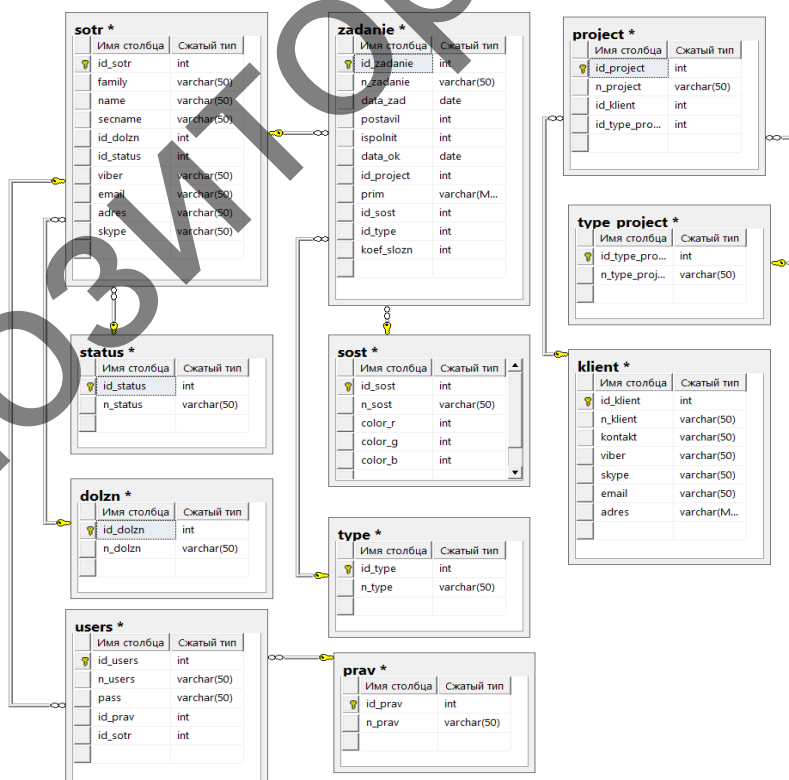 sotr *
Имя столбца Сжатый тип
id_sotr int
family varchar(50)
name varchar(50)
secname varchar(50)
id_dolzn int
id_status int
viber varchar(50)
email varchar(50)
adres varchar(50)
skype varchar(50)
zadanie *
Имя столбца Сжатый тип
id_zadanie int
n_zadanie varchar(50)
data_zad date
postavil int
ispolnit int
data_ok date
id_project int
prim varchar(M...
id_sost int
id_type int
koef_slozn int
project *
Имя столбца Сжатый тип
id_project int
n_project varchar(50)
id_klient int
id_type_pro... int
type_project *
Имя столбца Сжатый тип
id_type_pro... int
n_type_proj... varchar(50)
status *
Имя столбца Сжатый тип
id_status int
n_status varchar(50)
sost *
Имя столбца Сжатый тип
id_sost int
n_sost varchar(50)
color_r int
color_g int
color_b int
klient *
Имя столбца Сжатый тип
id_klient int
n_klient varchar(50)
kontakt varchar(50)
viber varchar(50)
skype varchar(50)
email varchar(50)
adres varchar(M...
dolzn *
Имя столбца Сжатый тип
id_dolzn int
n_dolzn varchar(50)
type *
Имя столбца Сжатый тип
id_type int
n_type varchar(50)
users *
Имя столбца Сжатый тип
id_users int
n_users varchar(50)
pass varchar(50)
id_prav int
id_sotr int
prav *
Имя столбца Сжатый тип
id_prav int
n_prav varchar(50)